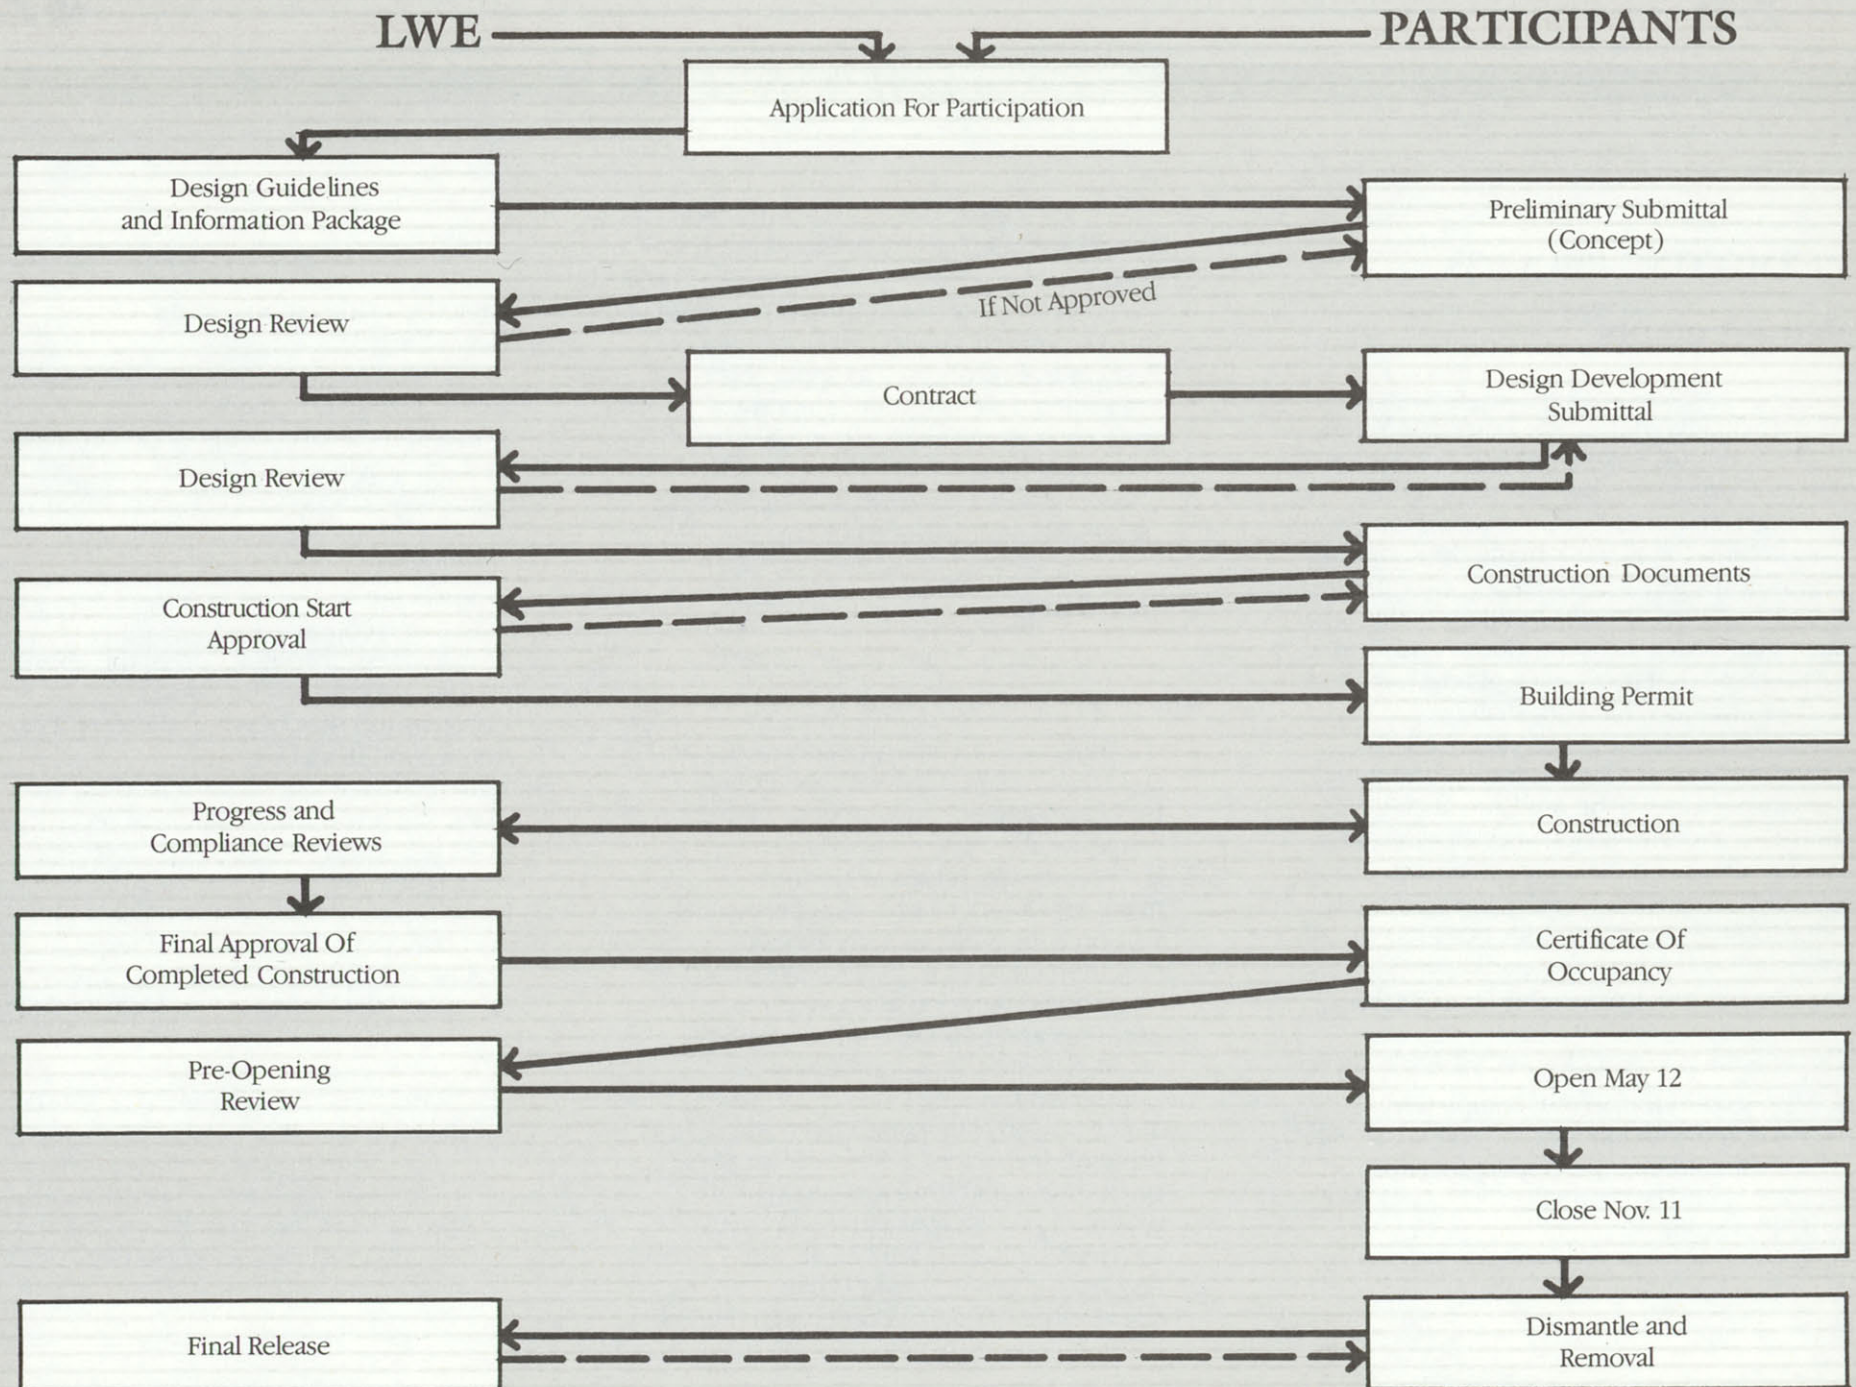 LWE
PARTICIPANTS
Application For Participation
Design Guidelines
and Information Package
Preliminary Submittal
(Concept)
Design Review
If Not Approved
Contract
Design Development
Submittal
Design Review
Construction Documents
Construction Start
Approval
Building Permit
Progress and
Compliance Reviews
Construction
Final Approval Of
Completed Construction
Certificate Of
Occupancy
Pre-Opening
Review
Open May 12
Close Nov. 11
Final Release
Dismantle and
Removal